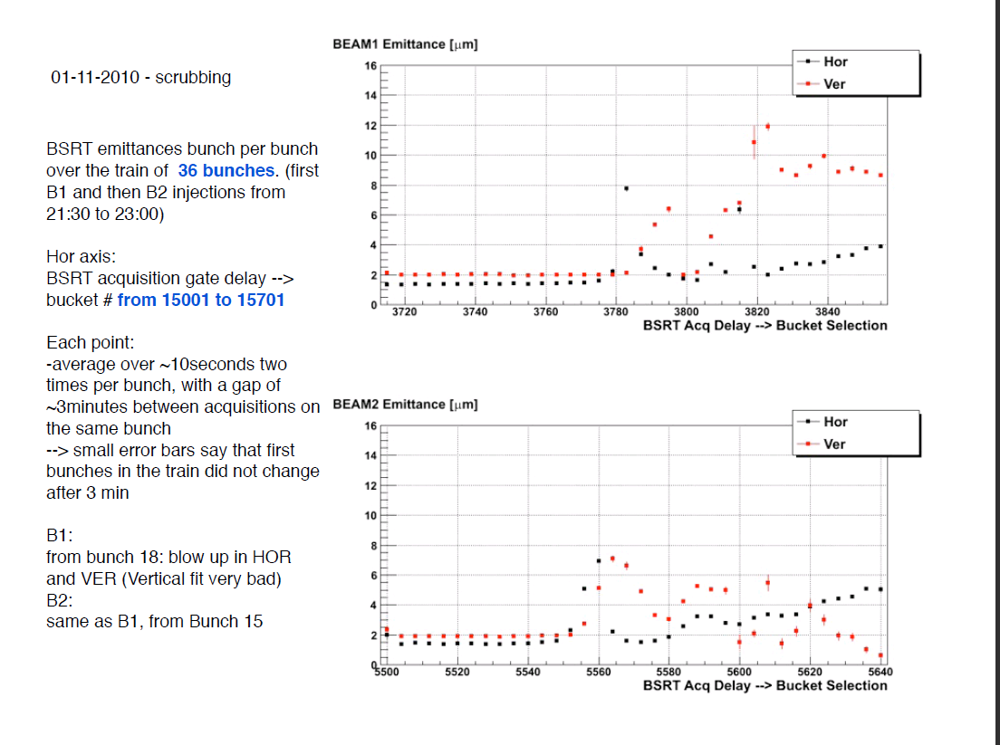 01-11-2010 - scrubbing
BSRT emittances bunch per bunch
over the train of 36 bunches. (first
B1 and then B2 injections from
21:30 to 23:00)
Hor axis:
BSRT acquisition gate delay -->
bucket # from 15001 to 15701
Each point:
-average over ~10seconds two
times per bunch, with a gap of
~3minutes between acquisitions on
the same bunch
--> small error bars say that first
bunches in the train did not change
after 3 min
B1:
from bunch 18: blow up in HOR
and VER (Vertical fit very bad)
B2:
same as B1, from Bunch 15
BEAM1 Emittance [μm]
Hor
Ver
16
14
12
10
8
6
4
2
0
3720 3740 3760 3780 3800 3820 3840
BSRT Acq Delay --> Bucket Selection
BEAM2 Emittance [μm]
Hor
Ver
16
14
12
10
8
6
4
2
0
5500 5520 5540 5560 5580 5600 5620 5640
BSRT Acq Delay --> Bucket Selection